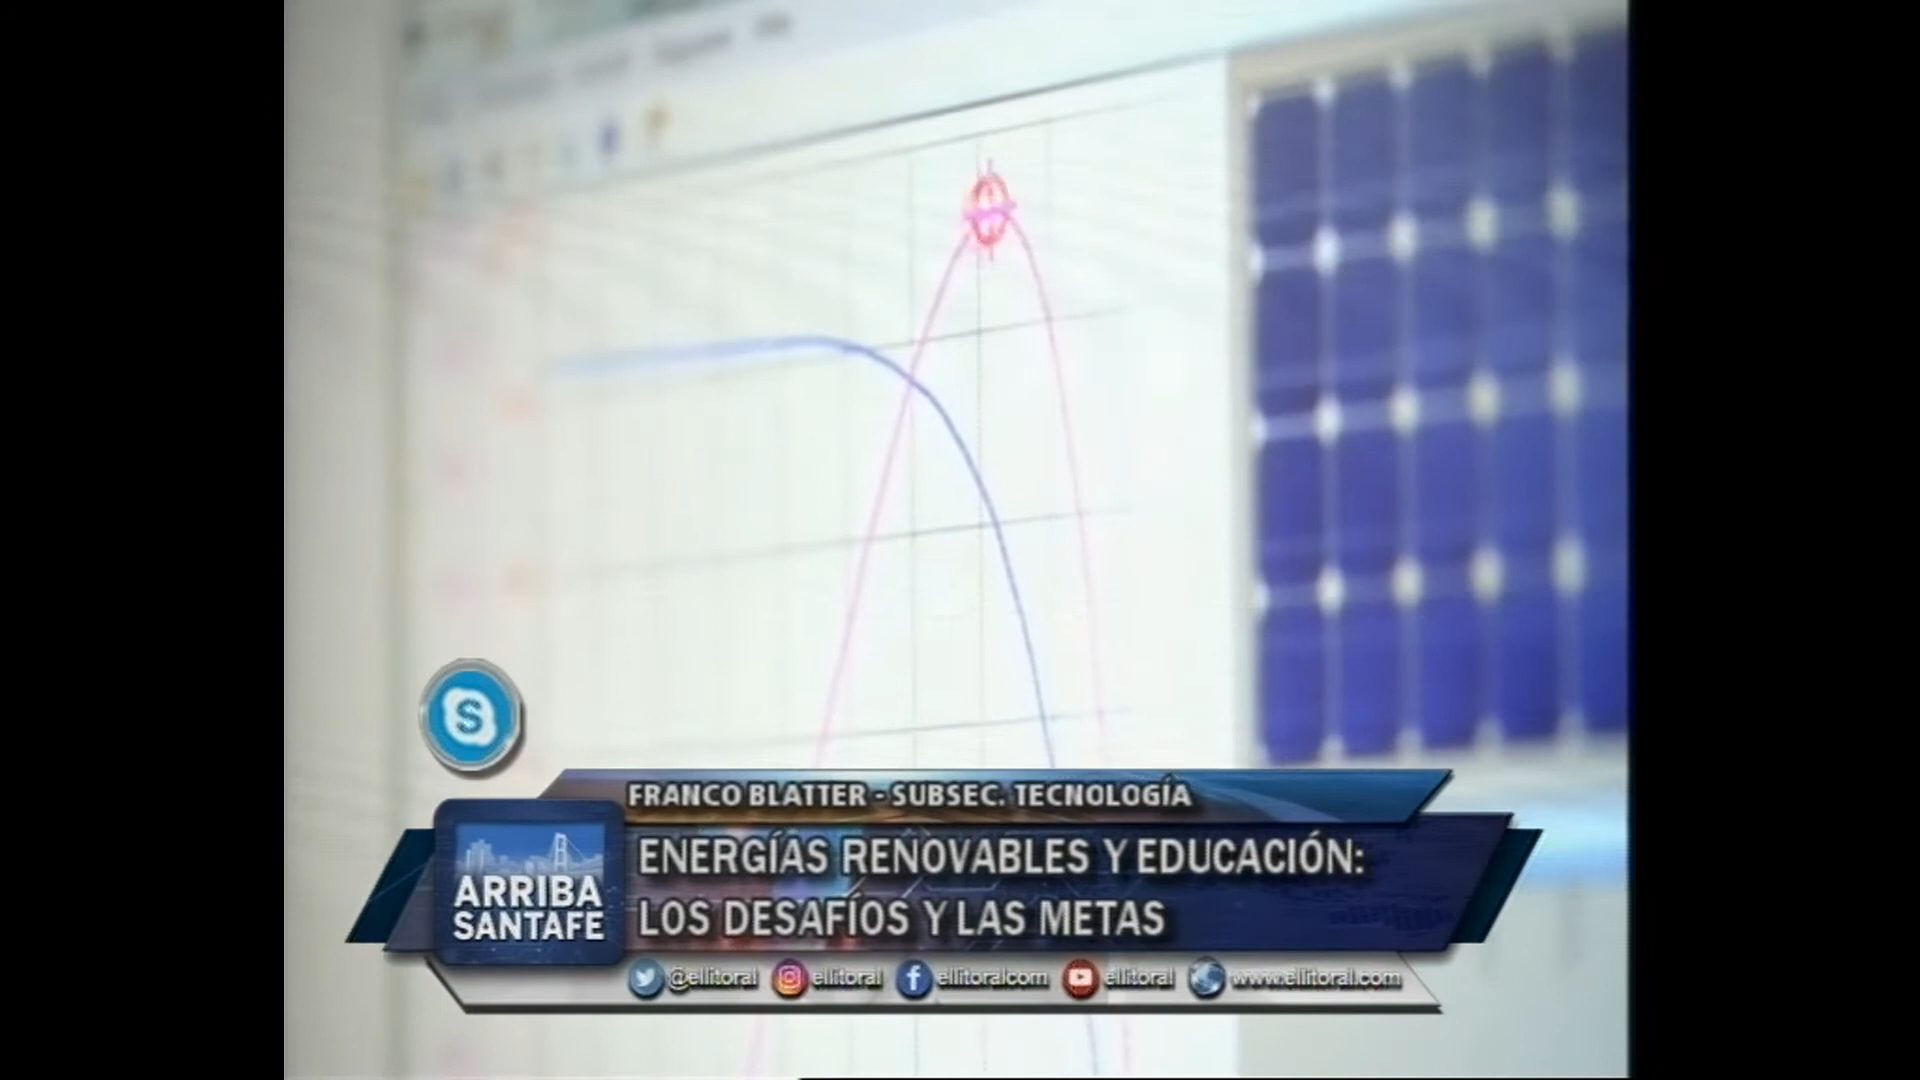 S
FRANCO BLATTER - SUBSEC. TECNOLOGÍA
ENERGÍAS RENOVABLES Y EDUCACIÓN:
LOS DESAFÍOS Y LAS METAS
ARRIBA
SANTAFE
@ellitoral ellitoral ellitoralcom ellitoral www.ellitoral.com